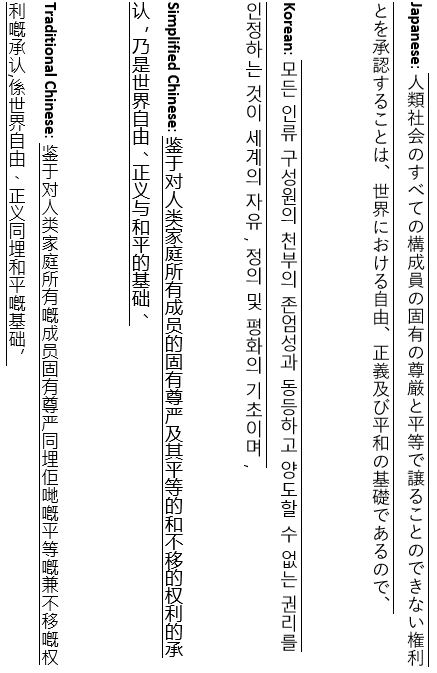 Japanese: 人類社会のすべての構成員の固有の尊厳と平等で譲ることのできない権利
とを承認することは、世界における自由、正義及び平和の基礎であるので、
Korean: 모든 인류 구성원의 천부의 존엄성과 동등하고 양도할 수 없는 권리를
인정하는 것이 세계의 자유, 정의 및 평화의 기초이며,
Simplified Chinese: 鉴于对人类家庭所有成员的固有尊严及其平等的和不移的权利的承
认，乃是世界自由、正义与和平的基础、
Traditional Chinese: 鉴于对人类家庭所有嘅成员固有尊严同埋佢哋嘅平等嘅兼不移嘅权
利嘅承认,係世界自由、正义同埋和平嘅基础，